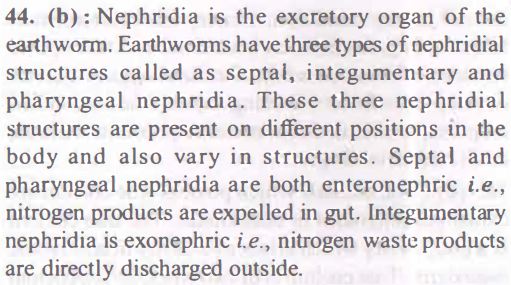 44. (b) : Nephridia is the excretory organ of the
earthworm. Earthworms have three types of nephridial
structures called as septal, integumentary and
pharyngeal nephridia. These three nephridial
structures are present on different positions in the
body and also vary in structures. Septal and
pharyngeal nephridia are both enteronephric i.e.,
nitrogen products are expelled in gut. Integumentary
nephridia is exonephric i.e., nitrogen waste products
are directly discharged outside.